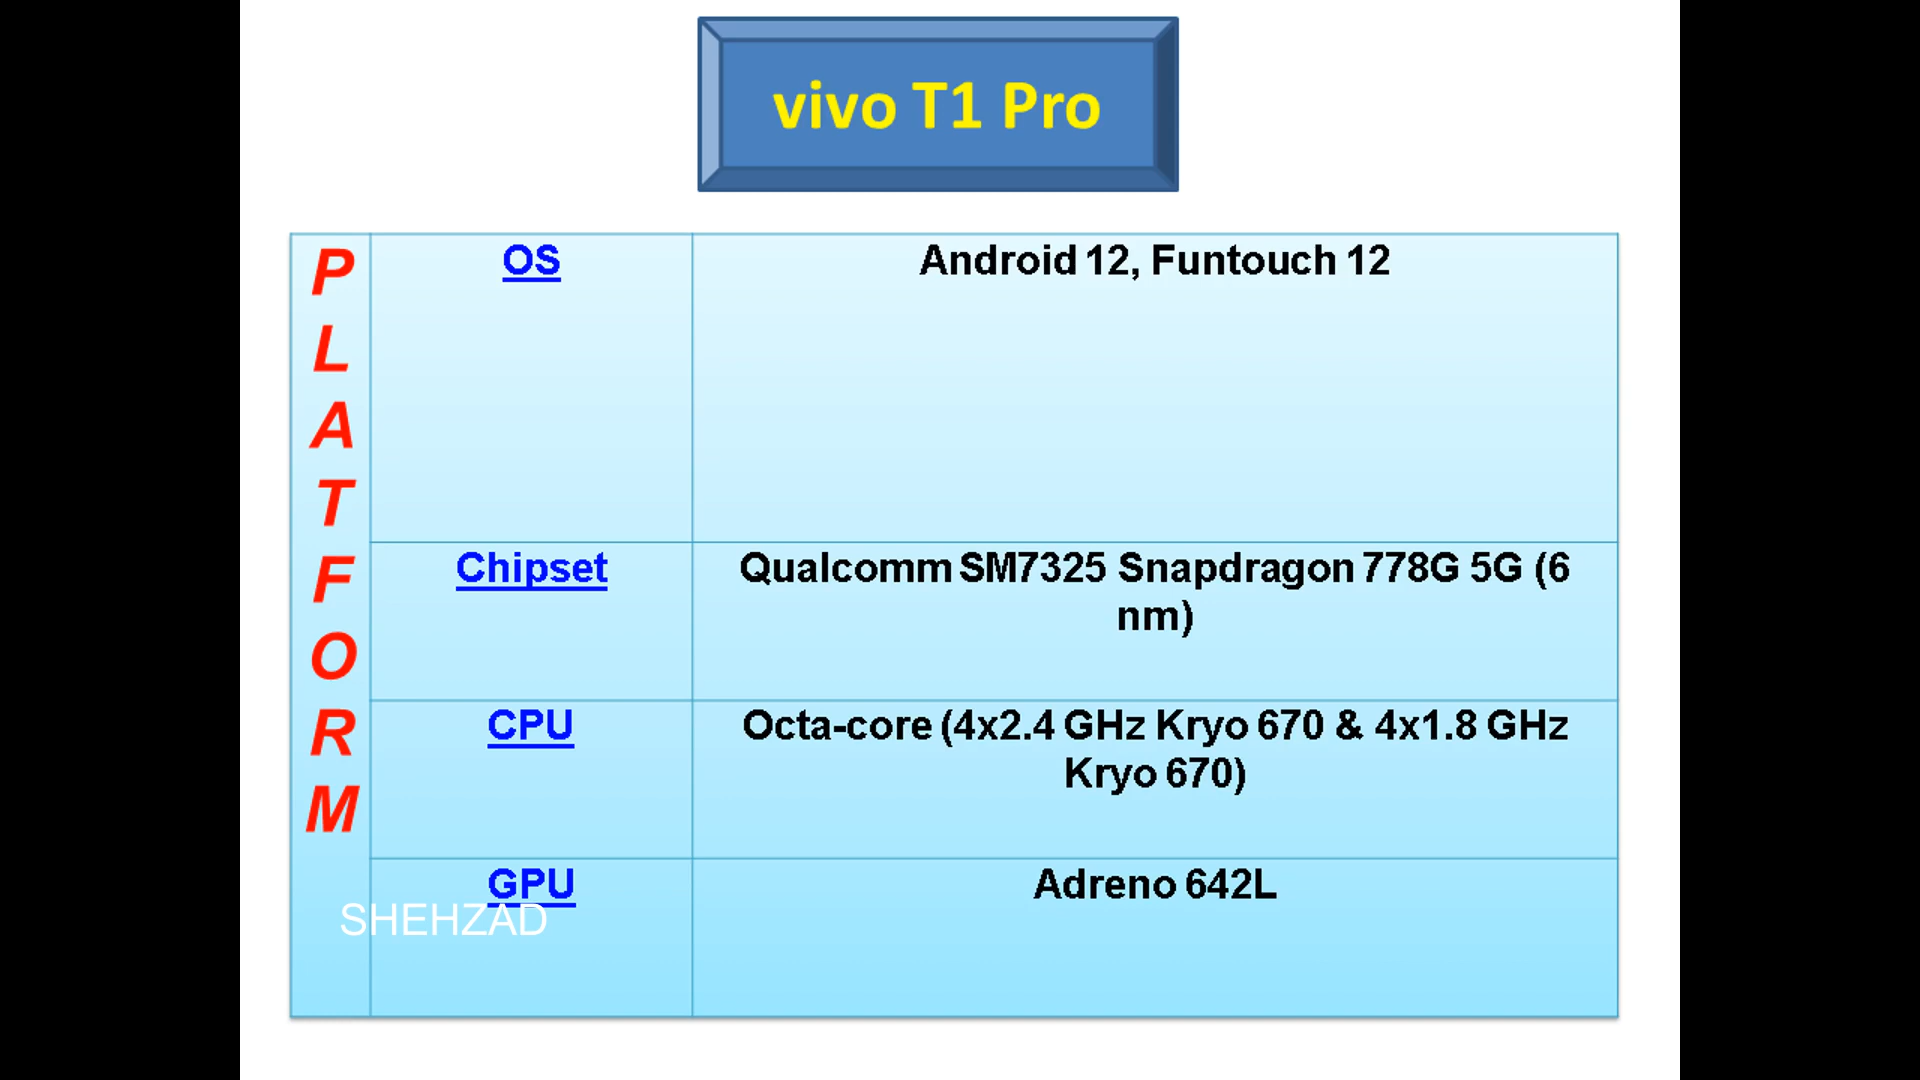 vivo T1 Pro
PLATFORM
OS
Android 12, Funtouch 12
Chipset
Qualcomm SM7325 Snapdragon 778G 5G (6
nm)
CPU
Octa-core (4x2.4 GHz Kryo 670 & 4x1.8 GHz
Kryo 670)
GPU
Adreno 642L
SHEHZAD